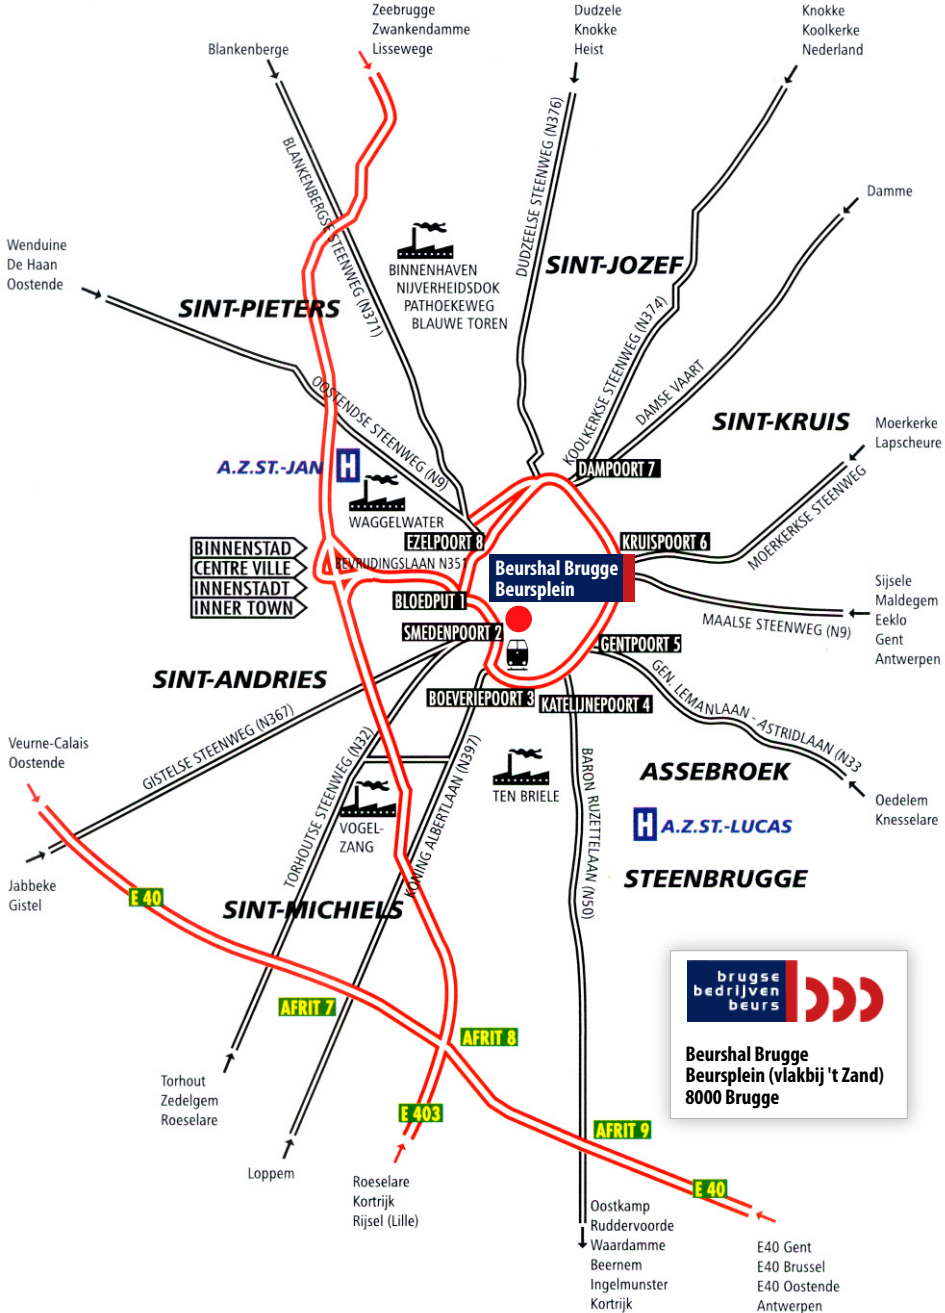 Zeebrugge
Zwankendamme
Lissewege
Dudzele
Knokke
Heist
Knokke
Koolkerke
Nederland
Blankenberge
Damme
Wenduine
De Haan
Oostende
BLANKENBERGSE STEENWEG (N371)
DUDZEELSE STEENWEG (N376)
SINT-JOZEF
BINNENHAVEN
NIJVERHEIDSDOK
PATHOEKEWEG
BLAUWE TOREN
SINT-PIETERS
KOOLKERKSE STEENWEG (N374)
DAMSE VAART
OOSTENDSE STEENWEG (N9)
SINT-KRUIS
Moerkerke
Lapscheure
MOERKERKSE STEENWEG
A.Z.ST.-JAN
H
DAMPOORT 7
WAGGELWATER
EZELPOORT 8
KRUISPOORT 6
BINNENSTAD
CENTRE VILLE
INNENSTADT
INNER TOWN
BEVRIJDINGSLAAN N351
Beurshal Brugge
Beursplein
BLOEDPUT 1
SMEDENPOORT 2
Sijsele
Maldegem
Eeklo
Gent
Antwerpen
MAALSE STEENWEG (N9)
GENTPOORT 5
GEN. LEMANLAAN - ASTRIDLAAN (N33
SINT-ANDRIES
BOEVERIEPOORT 3
KATELIJNEPOORT 4
Veurne-Calais
Oostende
GISTELSE STEENWEG (N367)
TORHOUTSE STEENWEG (N32)
KONING ALBERTLAAN (N397)
BARON RUZETTELAAN (N50)
TEN BRIELE
ASSEBROEK
Oedelem
Knesselare
VOGEL-
ZANG
H
A.Z.ST.-LUCAS
Jabbeke
Gistel
E 40
SINT-MICHIELS
STEENBRUGGE
AFRIT 7
AFRIT 8
brugse
bedrijven
beurs
Beurshal Brugge
Beursplein (vlakbij 't Zand)
8000 Brugge
Torhout
Zedelgem
Roeselare
E 403
AFRIT 9
Loppem
Roeselare
Kortrijk
Rijsel (Lille)
E 40
Oostkamp
Ruddervoorde
Waardamme
Beernem
Ingelmunster
Kortrijk
E40 Gent
E40 Brussel
E40 Oostende
Antwerpen